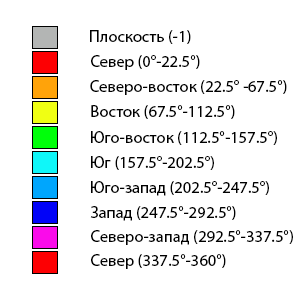 Плоскость (-1)
Север (0°-22.5°)
Северо-восток (22.5° -67.5°)
Восток (67.5°-112.5°)
Юго-восток (112.5°-157.5°)
Юг (157.5°-202.5°)
Юго-запад (202.5°-247.5°)
Запад (247.5°-292.5°)
Северо-запад (292.5°-337.5°)
Север (337.5°-360°)